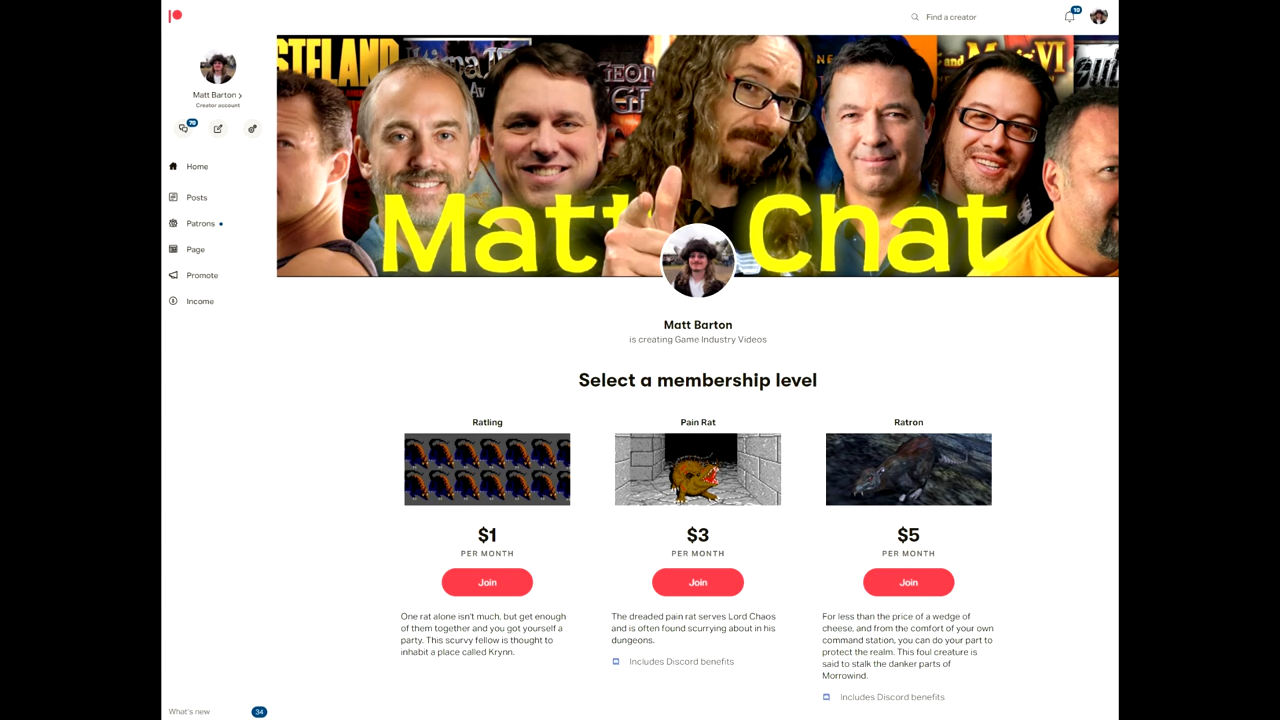 Find a creator
10
WASTELAND
Ultima IV
Matt Chat
Matt Barton
Creator account
70
Home
Posts
Patrons
Page
Promote
Income
Matt Barton
is creating Game Industry Videos
Select a membership level
Ratling
$1
PER MONTH
Join
One rat alone isn't much, but get enough
of them together and you got yourself a
party. This scurvy fellow is thought to
inhabit a place called Krynn.
Pain Rat
$3
PER MONTH
Join
The dreaded pain rat serves Lord Chaos
and is often found scurrying about in his
dungeons.
Includes Discord benefits
Ratron
$5
PER MONTH
Join
For less than the price of a wedge of
cheese, and from the comfort of your own
command station, you can do your part to
protect the realm. This foul creature is
said to stalk the danker parts of
Morrowind.
Includes Discord benefits
What's new
34